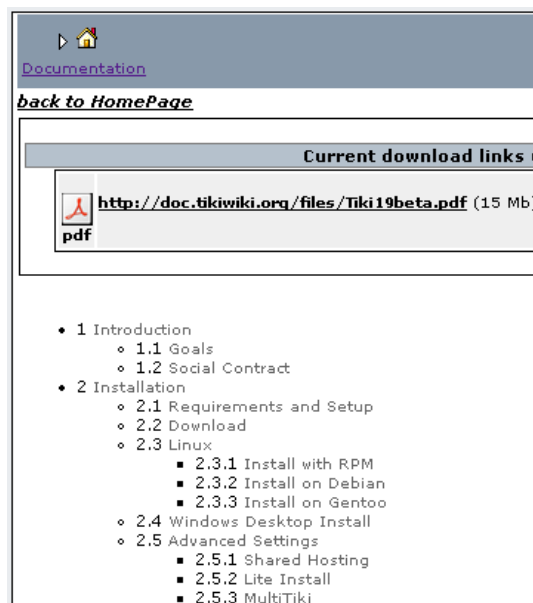 Documentation
back to HomePage
Current download links
http://doc.tikiwiki.org/files/Tiki19beta.pdf (15 Mb)
pdf
1 Introduction
1.1 Goals
1.2 Social Contract
2 Installation
2.1 Requirements and Setup
2.2 Download
2.3 Linux
2.3.1 Install with RPM
2.3.2 Install on Debian
2.3.3 Install on Gentoo
2.4 Windows Desktop Install
2.5 Advanced Settings
2.5.1 Shared Hosting
2.5.2 Lite Install
2.5.3 MultiTiki